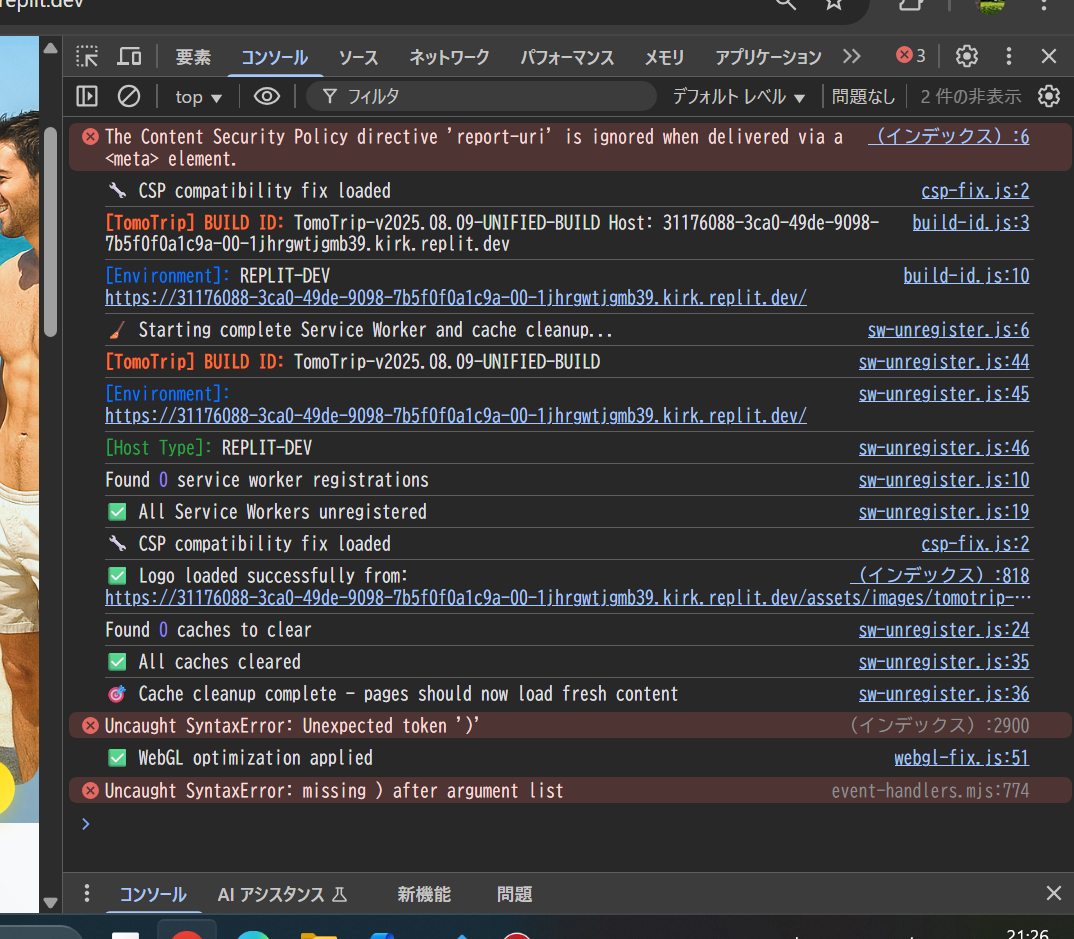 replit.dev
要素 コンソール ソース ネットワーク パフォーマンス メモリ アプリケーション 3
top ▼ フィルタ デフォルト レベル ▼ 問題なし 2 件の非表示
The Content Security Policy directive 'report-uri' is ignored when delivered via a （インデックス）:6
<meta> element.
🔧 CSP compatibility fix loaded csp-fix.js:2
[TomoTrip] BUILD ID: TomoTrip-v2025.08.09-UNIFIED-BUILD Host: 31176088-3ca0-49de-9098- build-id.js:3
7b5f0f0a1c9a-00-1jhrgwtjgmb39.kirk.replit.dev
[Environment]: REPLIT-DEV build-id.js:10
https://31176088-3ca0-49de-9098-7b5f0f0a1c9a-00-1jhrgwtjgmb39.kirk.replit.dev/
🧹 Starting complete Service Worker and cache cleanup... sw-unregister.js:6
[TomoTrip] BUILD ID: TomoTrip-v2025.08.09-UNIFIED-BUILD sw-unregister.js:44
[Environment]: sw-unregister.js:45
https://31176088-3ca0-49de-9098-7b5f0f0a1c9a-00-1jhrgwtjgmb39.kirk.replit.dev/
[Host Type]: REPLIT-DEV sw-unregister.js:46
Found 0 service worker registrations sw-unregister.js:10
✅ All Service Workers unregistered sw-unregister.js:19
🔧 CSP compatibility fix loaded csp-fix.js:2
✅ Logo loaded successfully from: （インデックス）:818
https://31176088-3ca0-49de-9098-7b5f0f0a1c9a-00-1jhrgwtjgmb39.kirk.replit.dev/assets/images/tomotrip-…
Found 0 caches to clear sw-unregister.js:24
✅ All caches cleared sw-unregister.js:35
🎯 Cache cleanup complete - pages should now load fresh content sw-unregister.js:36
Uncaught SyntaxError: Unexpected token ')' （インデックス）:2900
✅ WebGL optimization applied webgl-fix.js:51
Uncaught SyntaxError: missing ) after argument list event-handlers.mjs:774
コンソール AI アシスタンス 新機能 問題
21:26